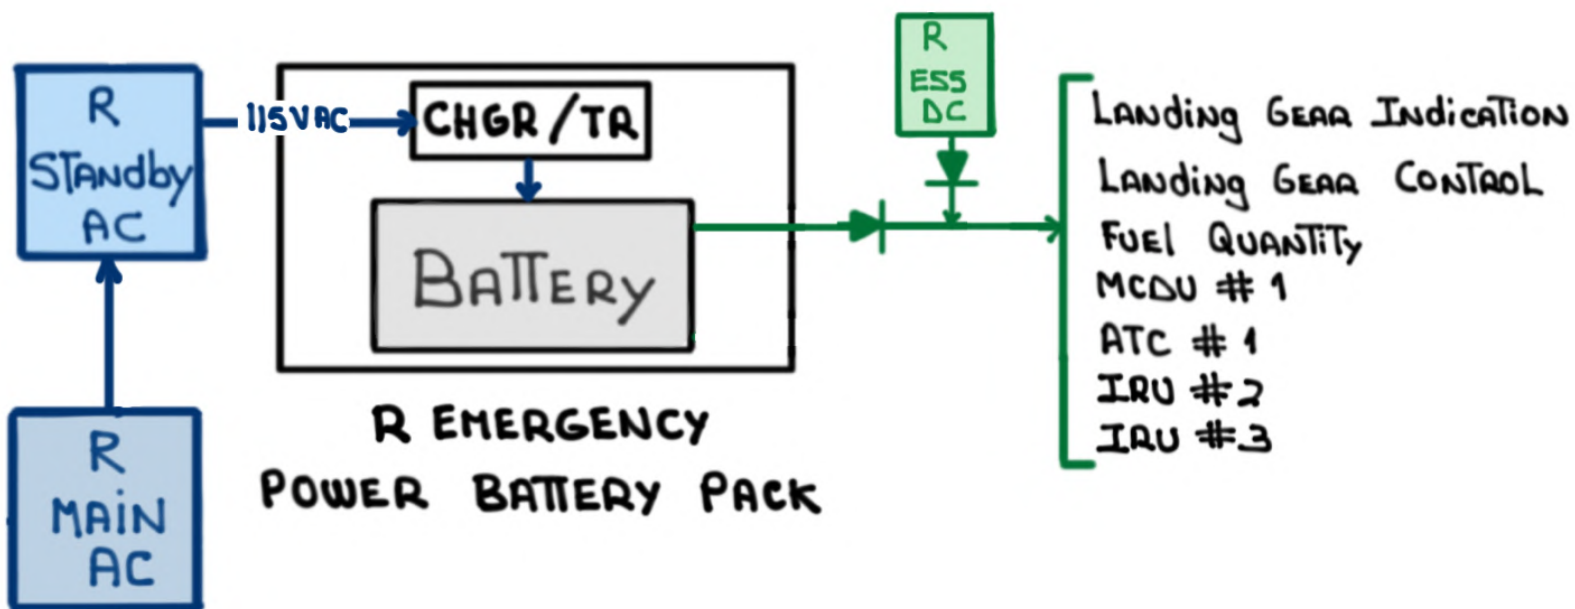 R
STANdby
AC
115VAC
CHGR/TR
BATTERY
R
ESS
DC
LANding GEAR INdicATiON
LANding GEAR CONTROL
FUEl QUANTiTy
MCDU # 1
ATC # 1
IRU #2
IRU #3
R EMERGENCY
POWER BATTERY PACK
R
MAiN
AC